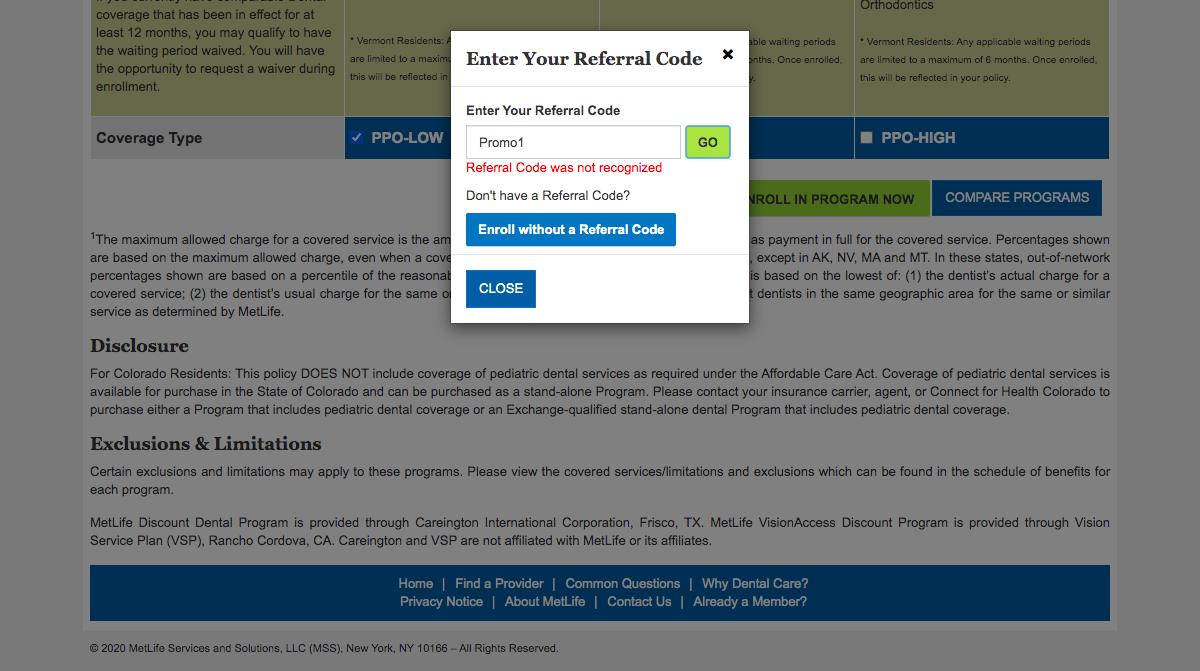 if you currently have comparable Dental
coverage that has been in effect for at
least 12 months, you may qualify to have
the waiting period waived. You will have
the opportunity to request a waiver during
enrollment.
* Vermont Residents:
are limited to a maximum
this will be reflected in
able waiting periods
onths. Once enrolled,
y.
Orthodontics
* Vermont Residents: Any applicable waiting periods
are limited to a maximum of 6 months. Once enrolled,
this will be reflected in your policy.
Coverage Type
PPO-LOW
PPO-HIGH
Enter Your Referral Code
Enter Your Referral Code
Promo1 GO
Referral Code was not recognized
Don't have a Referral Code?
Enroll without a Referral Code
CLOSE
NROLL IN PROGRAM NOW
COMPARE PROGRAMS
1The maximum allowed charge for a covered service is the am as payment in full for the covered service. Percentages shown
are based on the maximum allowed charge, even when a cove , except in AK, NV, MA and MT. In these states, out-of-network
percentages shown are based on a percentile of the reasonab is based on the lowest of: (1) the dentist's actual charge for a
covered service; (2) the dentist's usual charge for the same o t dentists in the same geographic area for the same or similar
service as determined by MetLife.
Disclosure
For Colorado Residents: This policy DOES NOT include coverage of pediatric dental services as required under the Affordable Care Act. Coverage of pediatric dental services is
available for purchase in the State of Colorado and can be purchased as a stand-alone Program. Please contact your insurance carrier, agent, or Connect for Health Colorado to
purchase either a Program that includes pediatric dental coverage or an Exchange-qualified stand-alone dental Program that includes pediatric dental coverage.
Exclusions & Limitations
Certain exclusions and limitations may apply to these programs. Please view the covered services/limitations and exclusions which can be found in the schedule of benefits for
each program.
MetLife Discount Dental Program is provided through Careington International Corporation, Frisco, TX. MetLife VisionAccess Discount Program is provided through Vision
Service Plan (VSP), Rancho Cordova, CA. Careington and VSP are not affiliated with MetLife or its affiliates.
Home | Find a Provider | Common Questions | Why Dental Care?
Privacy Notice | About MetLife | Contact Us | Already a Member?
© 2020 MetLife Services and Solutions, LLC (MSS), New York, NY 10166 – All Rights Reserved.